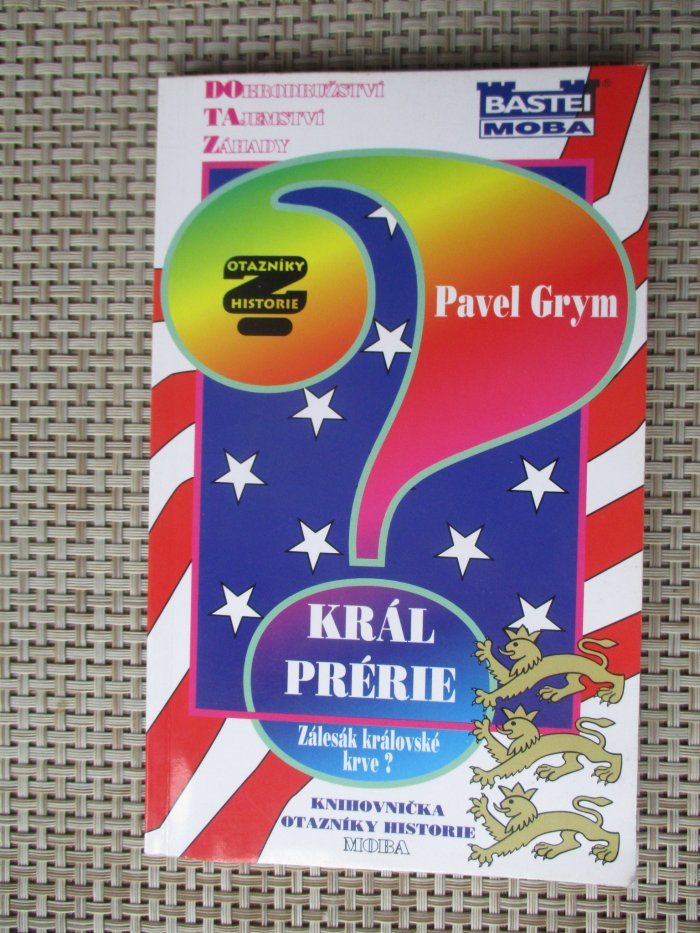 DOBRODRUŽSTVÍ
TAJEMSTVÍ
ZÁHADY
BASTEI
MOBA
®
OTAZNÍKY
HISTORIE
Pavel Grym
KRÁL
PRÉRIE
Zálesák královské
krve ?
KNIHOVNIČKA
OTAZNÍKY HISTORIE
MOBA